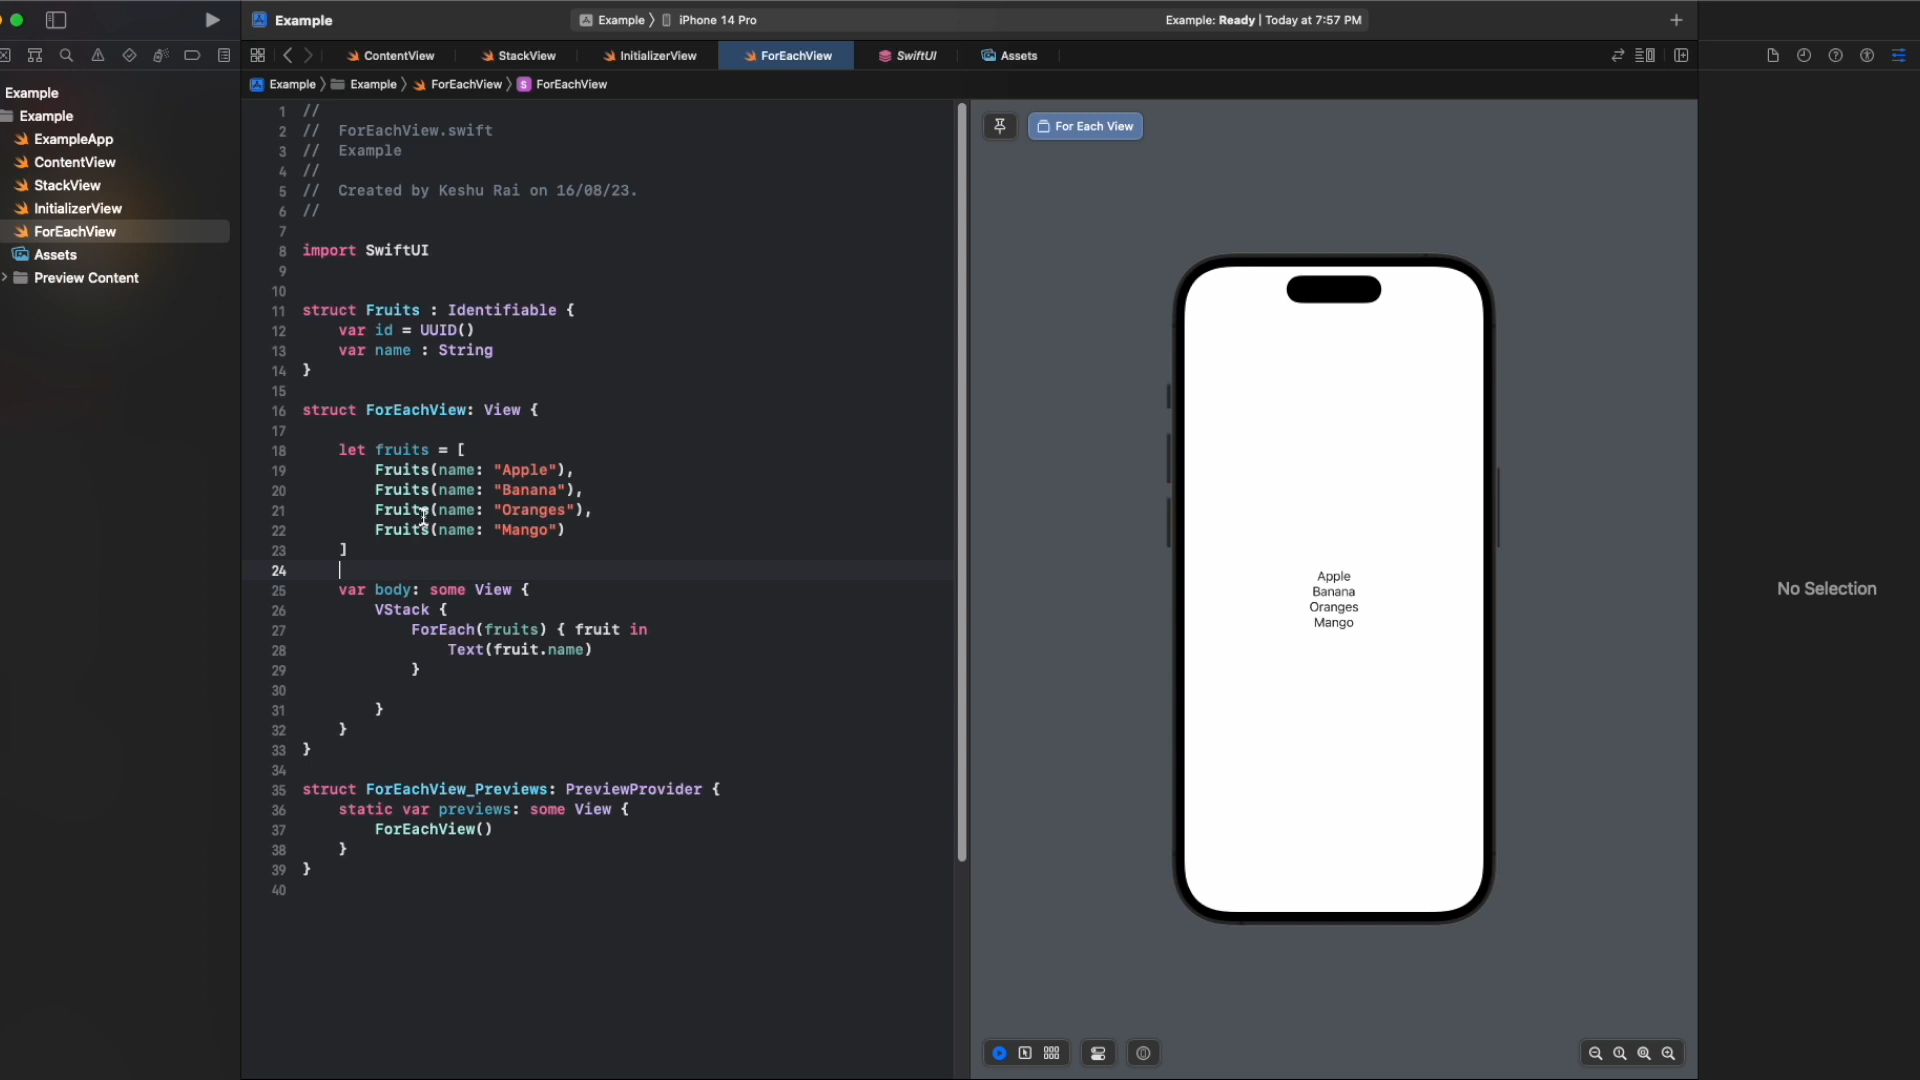 Example
Example 〉 iPhone 14 Pro
Example: Ready | Today at 7:57 PM
ContentView
StackView
InitializerView
ForEachView
SwiftUI
Assets
Example 〉 Example 〉 ForEachView 〉 S ForEachView
Example
Example
ExampleApp
ContentView
StackView
InitializerView
ForEachView
Assets
Preview Content
1 //
2 //  ForEachView.swift
3 //  Example
4 //
5 //  Created by Keshu Rai on 16/08/23.
6 //
7
8 import SwiftUI
9
10
11 struct Fruits : Identifiable {
12     var id = UUID()
13     var name : String
14 }
15
16 struct ForEachView: View {
17
18     let fruits = [
19         Fruits(name: "Apple"),
20         Fruits(name: "Banana"),
21         Fruits(name: "Oranges"),
22         Fruits(name: "Mango")
23     ]
24
25     var body: some View {
26         VStack {
27             ForEach(fruits) { fruit in
28                 Text(fruit.name)
29             }
30
31         }
32     }
33 }
34
35 struct ForEachView_Previews: PreviewProvider {
36     static var previews: some View {
37         ForEachView()
38     }
39 }
40
For Each View
Apple
Banana
Oranges
Mango
No Selection